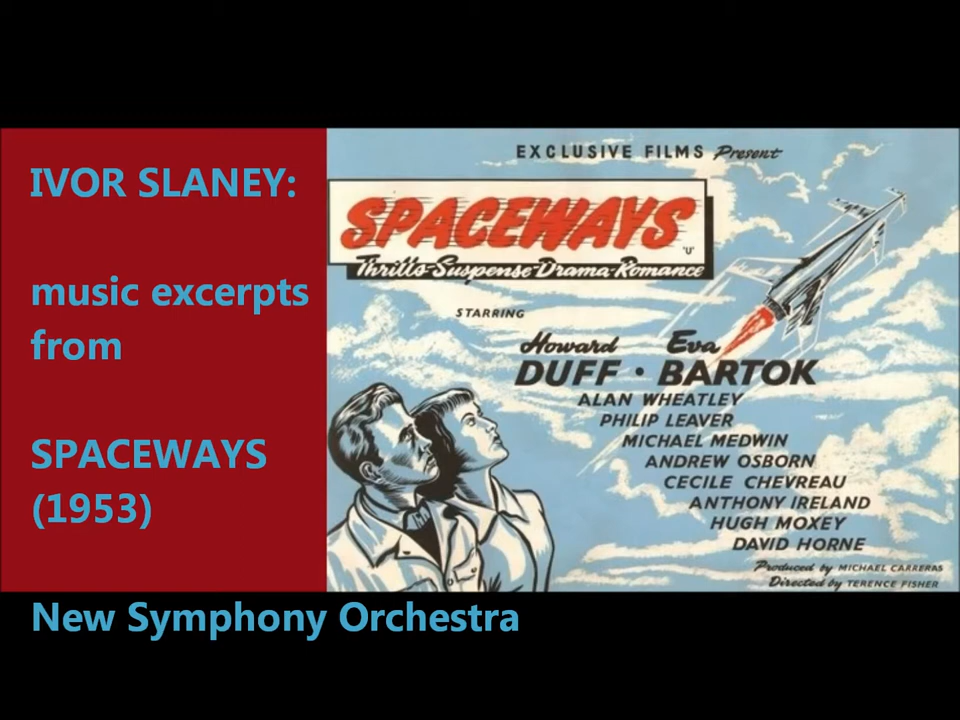 IVOR SLANEY:
music excerpts
from
SPACEWAYS
(1953)
New Symphony Orchestra
EXCLUSIVE FILMS Present
SPACEWAYS
'U'
Thrills-Suspense-Drama-Romance
STARRING
Howard Eva
DUFF • BARTOK
ALAN WHEATLEY
PHILIP LEAVER
MICHAEL MEDWIN
ANDREW OSBORN
CECILE CHEVREAU
ANTHONY IRELAND
HUGH MOXEY
DAVID HORNE
Produced by MICHAEL CARRERAS
Directed by TERENCE FISHER